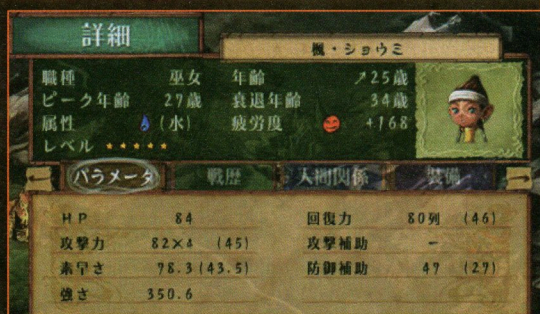 詳細
楓・ショウミ
職種 巫女 年齢 ↗25歳
ピーク年齢 27歳 衰退年齢 34歳
属性 (水) 疲労度 +168
レベル ★★★★★
パラメータ 戦歴 人間関係 装備
HP 84 回復力 80列 (46)
攻撃力 82×4 (45) 攻撃補助 −
素早さ 78.3(43.5) 防御補助 47 (27)
強さ 350.6